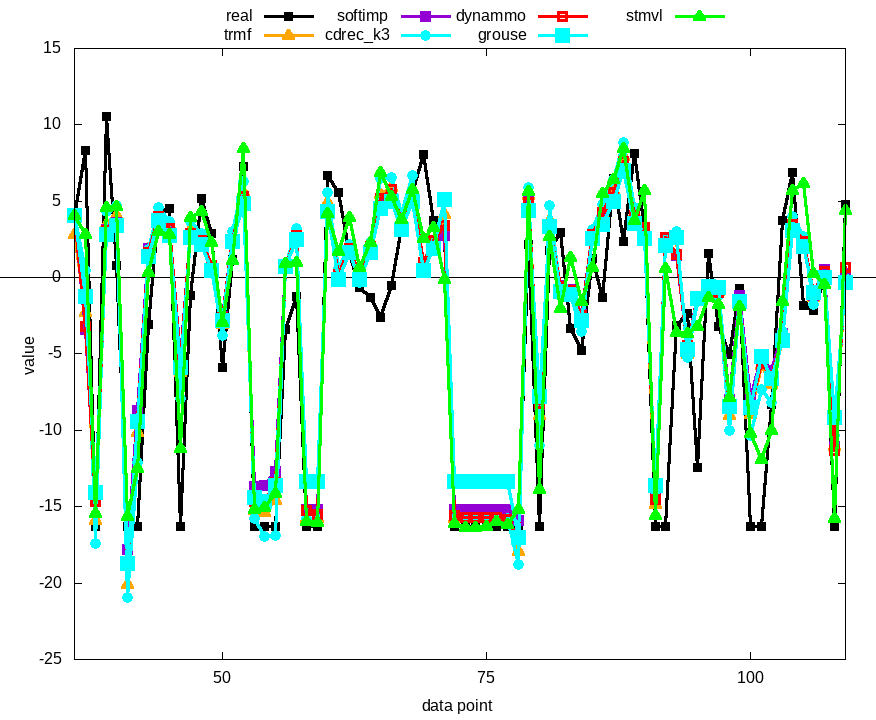 real softimp dynammo stmvl
trmf cdrec_k3 grouse
15
10
5
0
-5
-10
-15
-20
-25
value
50 75 100
data point